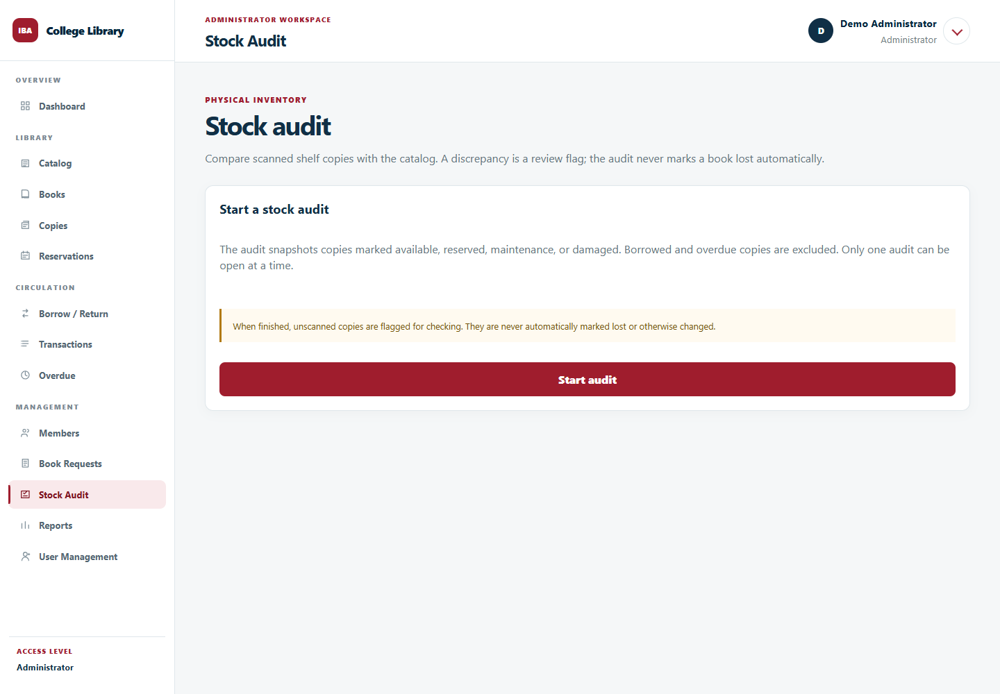 IBA
College Library
OVERVIEW
Dashboard
LIBRARY
Catalog
Books
Copies
Reservations
CIRCULATION
Borrow / Return
Transactions
Overdue
MANAGEMENT
Members
Book Requests
Stock Audit
Reports
User Management
ACCESS LEVEL
Administrator
ADMINISTRATOR WORKSPACE
Stock Audit
D
Demo Administrator
Administrator
PHYSICAL INVENTORY
Stock audit
Compare scanned shelf copies with the catalog. A discrepancy is a review flag; the audit never marks a book lost automatically.
Start a stock audit
The audit snapshots copies marked available, reserved, maintenance, or damaged. Borrowed and overdue copies are excluded. Only one audit can be
open at a time.
When finished, unscanned copies are flagged for checking. They are never automatically marked lost or otherwise changed.
Start audit